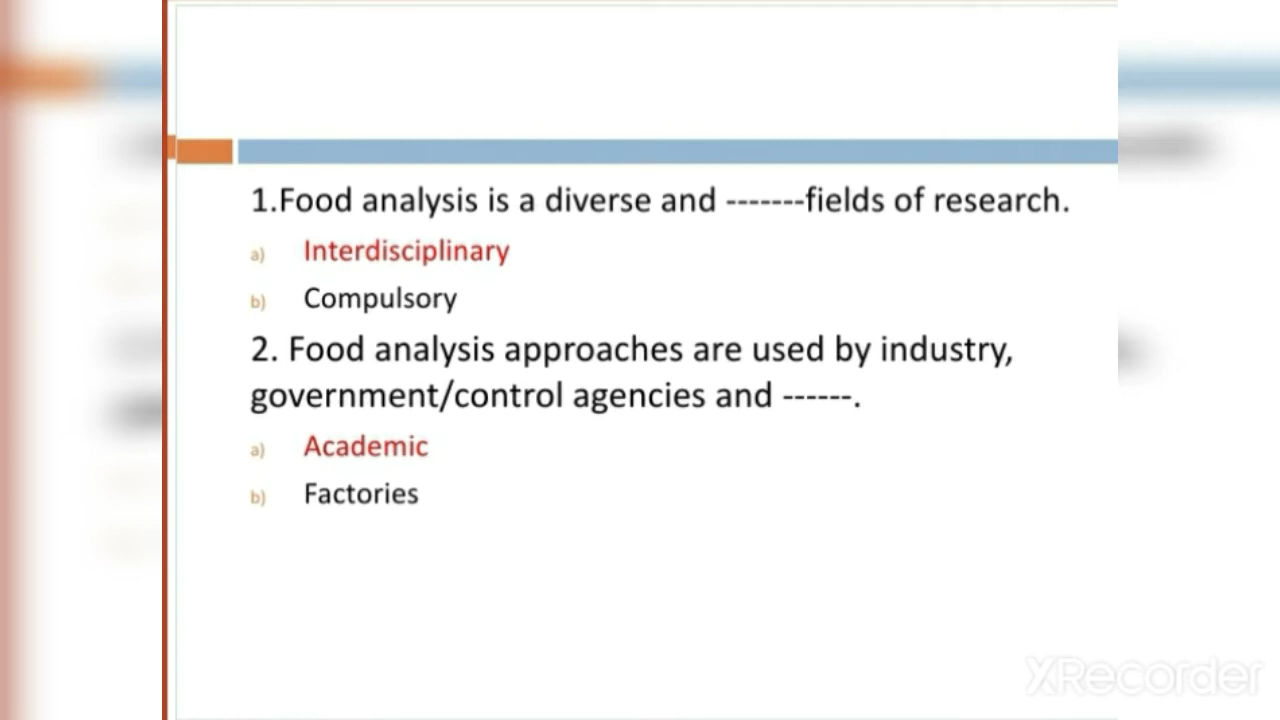 1.Food analysis is a diverse and -------fields of research.
a) Interdisciplinary
b) Compulsory
2. Food analysis approaches are used by industry,
government/control agencies and ------.
a) Academic
b) Factories
XRecorder